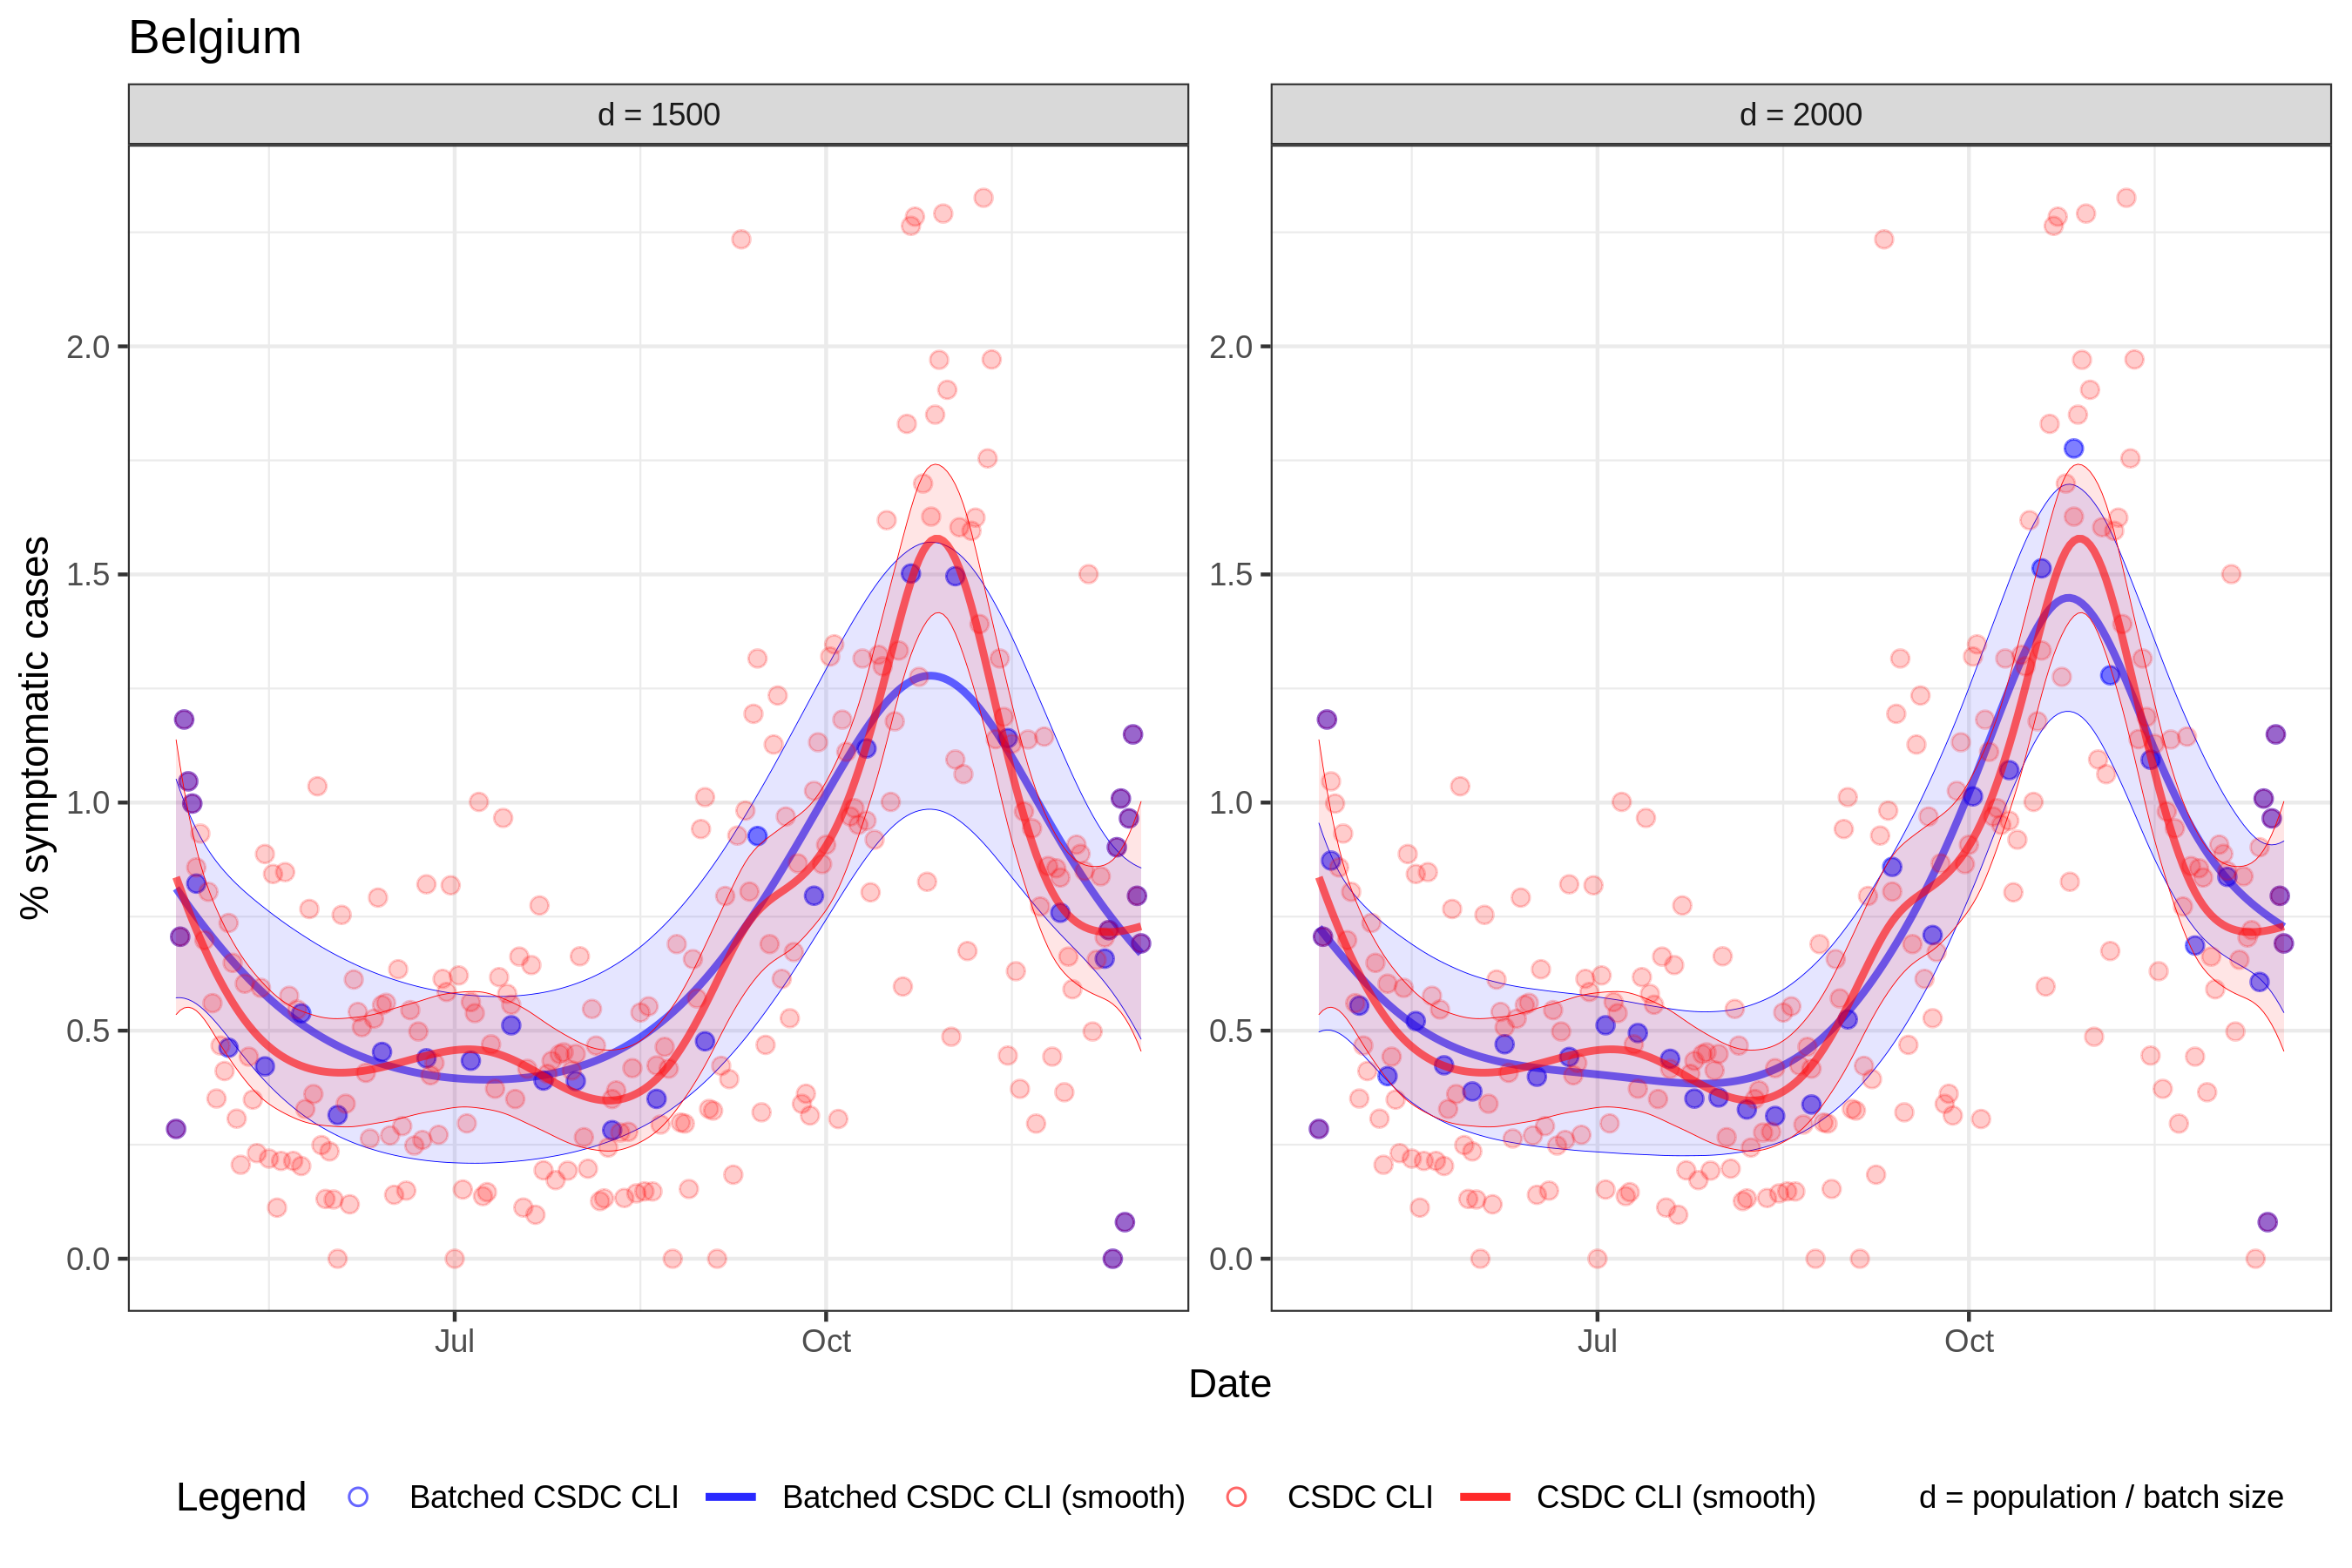 Belgium
d = 1500
d = 2000
% symptomatic cases
2.0
1.5
1.0
0.5
0.0
2.0
1.5
1.0
0.5
0.0
Jul
Oct
Jul
Oct
Date
Legend Batched CSDC CLI Batched CSDC CLI (smooth) CSDC CLI CSDC CLI (smooth) d = population / batch size